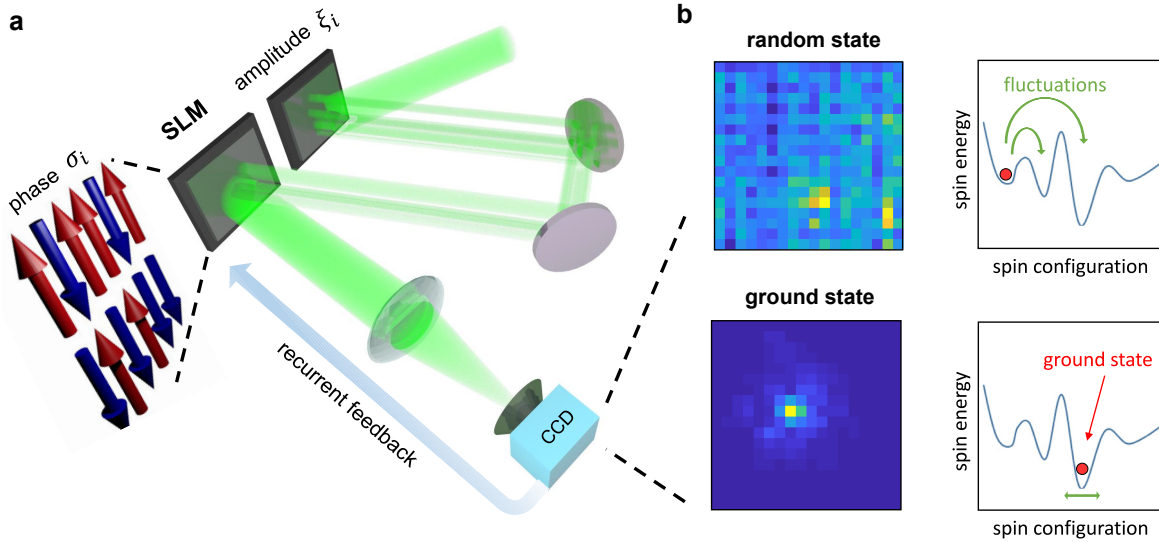 a
amplitude ξi
SLM
phase σi
recurrent feedback
CCD
b
random state
fluctuations
spin energy
spin configuration
ground state
ground state
spin energy
spin configuration